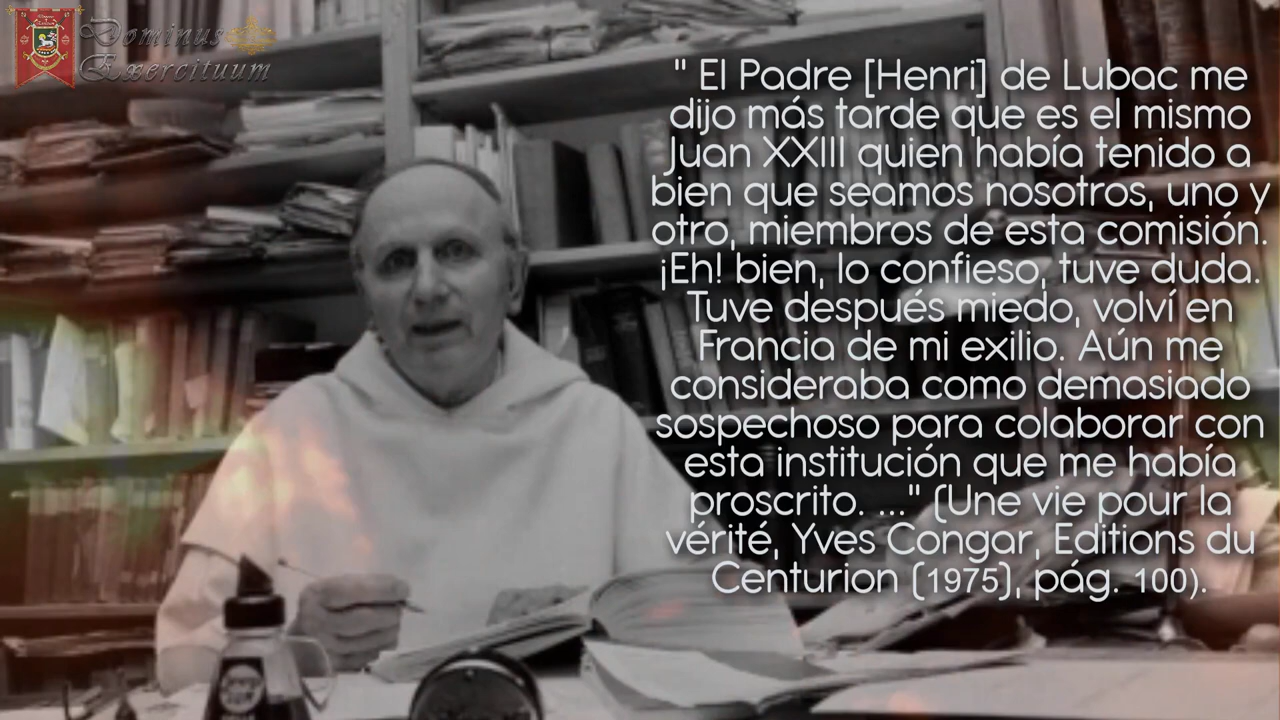 Dominus
Exercituum
" El Padre [Henri] de Lubac me
dijo más tarde que es el mismo
Juan XXIII quien había tenido a
bien que seamos nosotros, uno y
otro, miembros de esta comisión.
¡Eh! bien, lo confieso, tuve duda.
Tuve después miedo, volví en
Francia de mi exilio. Aún me
consideraba como demasiado
sospechoso para colaborar con
esta institución que me había
proscrito. ..." (Une vie pour la
vérité, Yves Congar, Editions du
Centurion (1975), pág. 100).